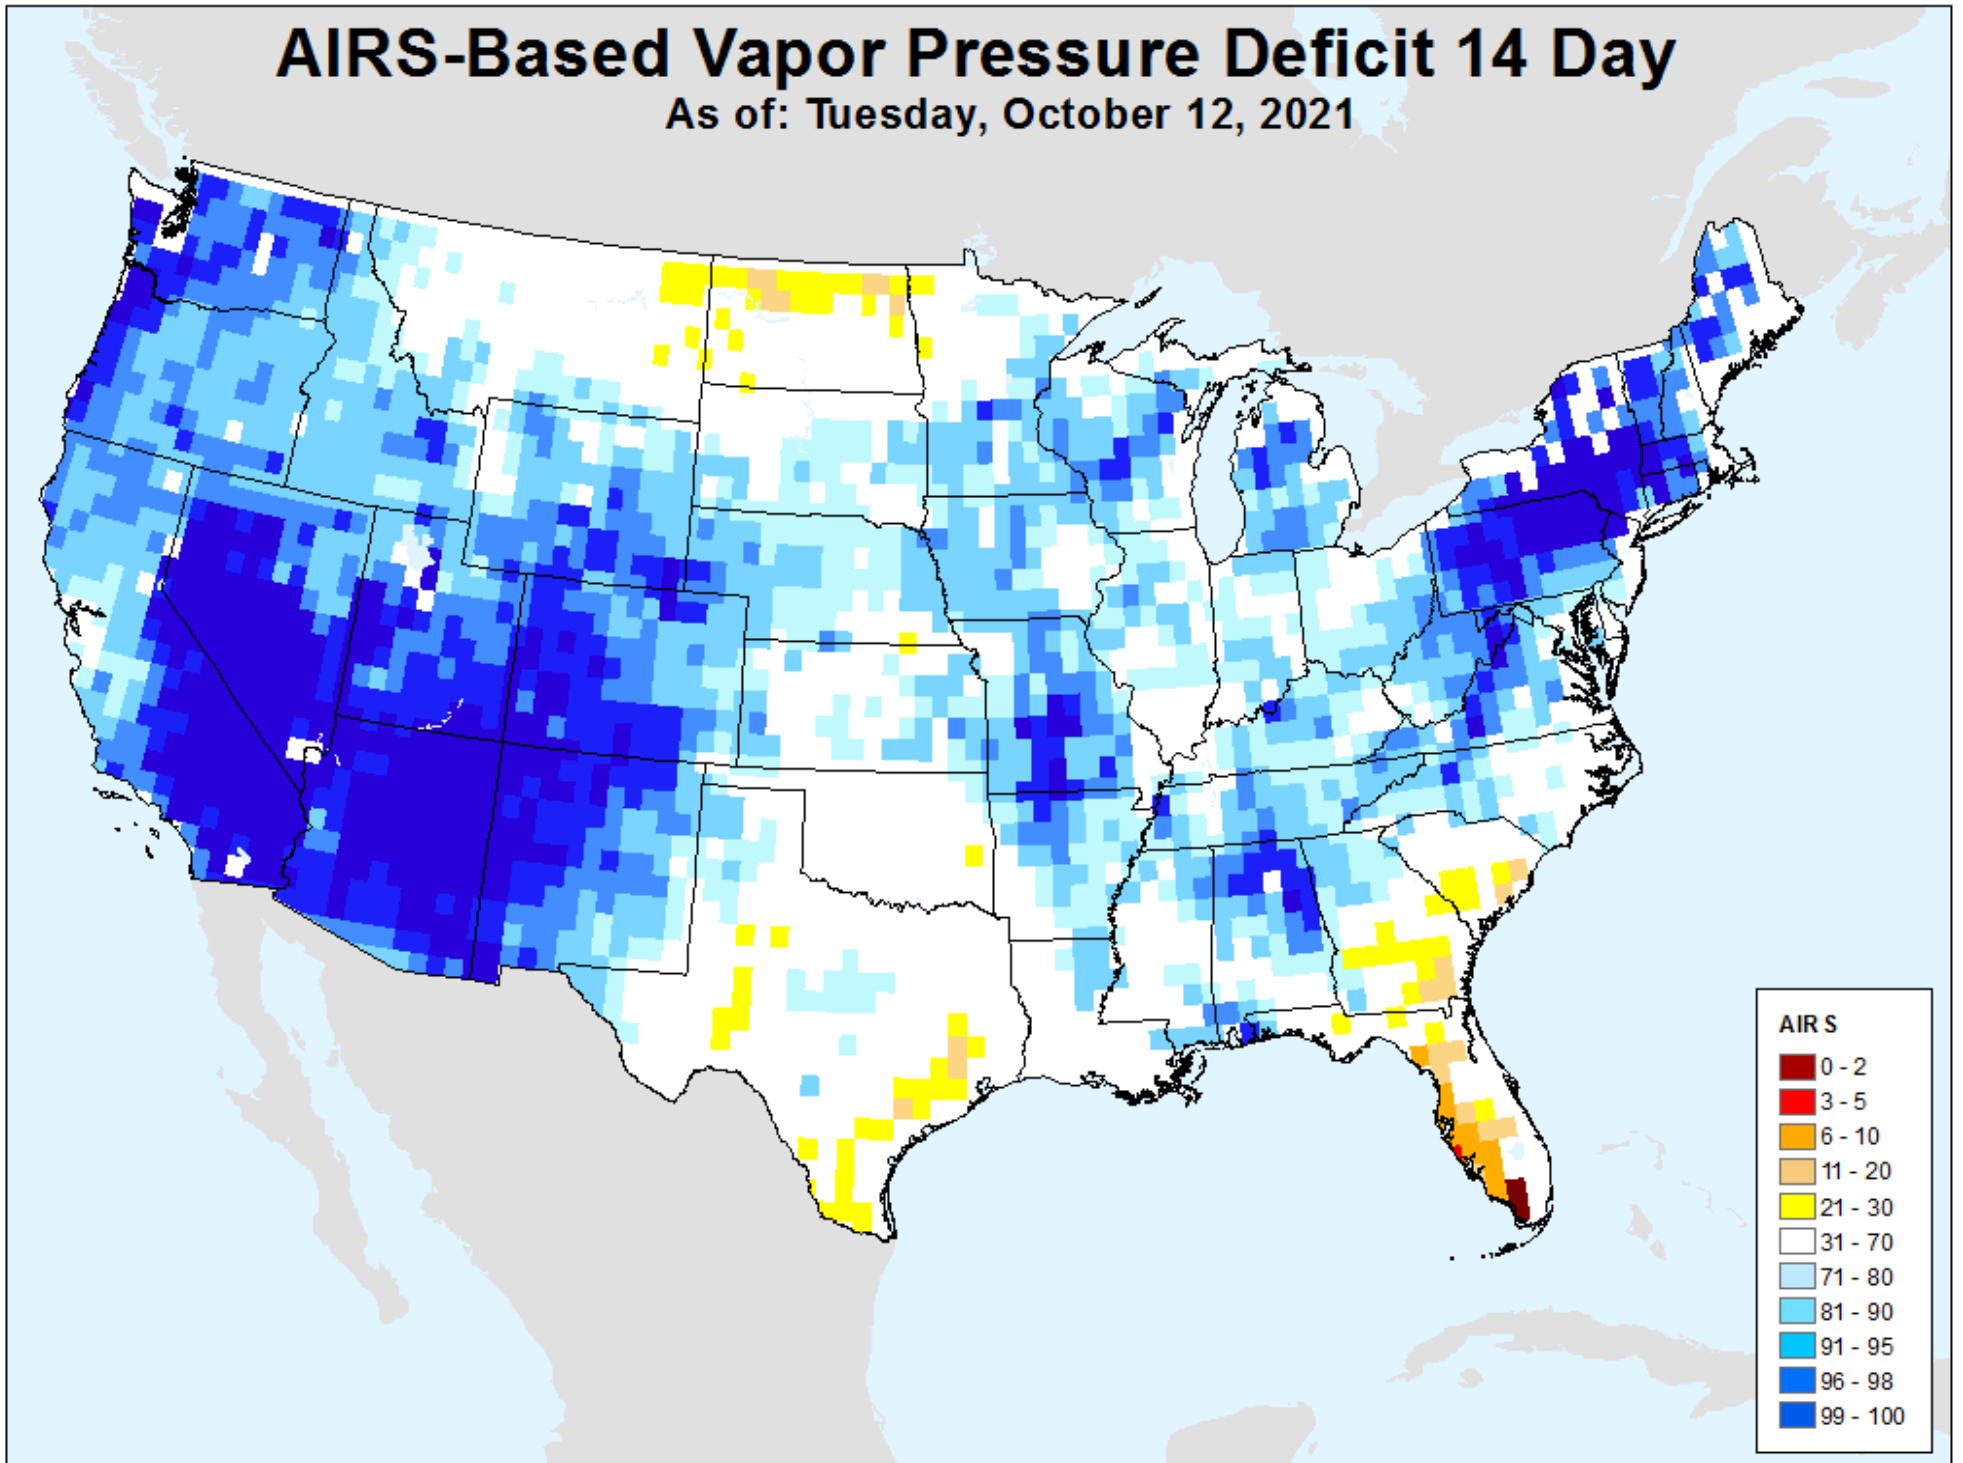 AIRS-Based Vapor Pressure Deficit 14 Day
As of: Tuesday, October 12, 2021
AIRS
0 - 2
3 - 5
6 - 10
11 - 20
21 - 30
31 - 70
71 - 80
81 - 90
91 - 95
96 - 98
99 - 100